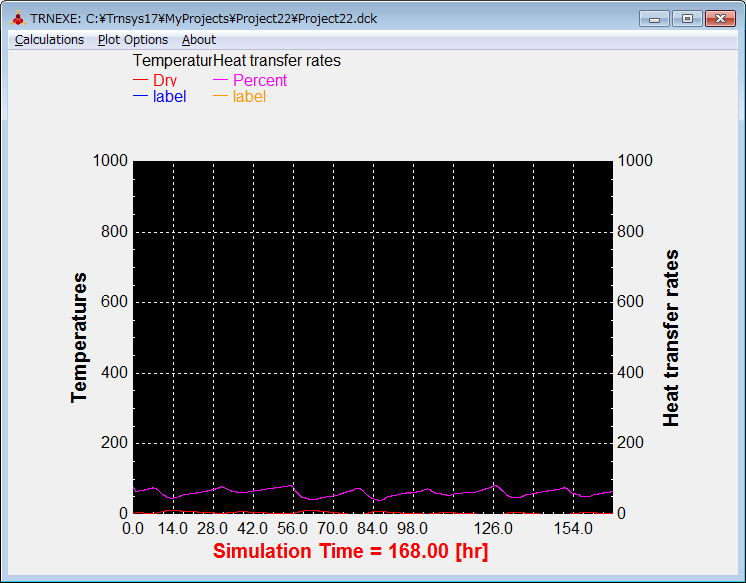 TRNEXE: C:¥Trnsys17¥MyProjects¥Project22¥Project22.dck
Calculations Plot Options About
TemperaturHeat transfer rates
Dry Percent
label label
1000 1000
800 800
600 600
400 400
200 200
0 0
Temperatures
Heat transfer rates
0.0 14.0 28.0 42.0 56.0 70.0 84.0 98.0 126.0 154.0
Simulation Time = 168.00 [hr]